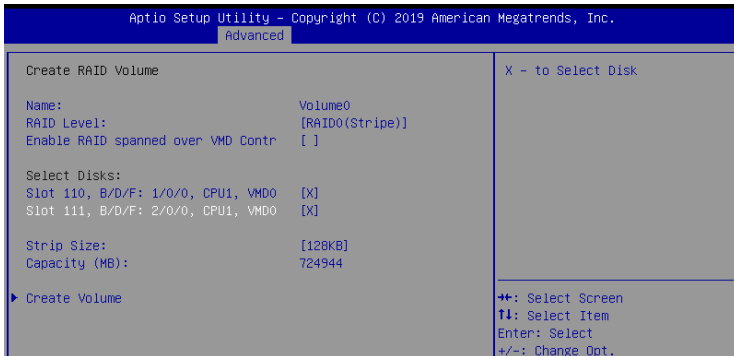 Aptio Setup Utility – Copyright (C) 2019 American Megatrends, Inc.
Advanced
Create RAID Volume
X – to Select Disk
Name: Volume0
RAID Level: [RAID0(Stripe)]
Enable RAID spanned over VMD Contr [ ]
Select Disks:
Slot 110, B/D/F: 1/0/0, CPU1, VMD0 [X]
Slot 111, B/D/F: 2/0/0, CPU1, VMD0 [X]
Strip Size: [128KB]
Capacity (MB): 724944
Create Volume
→←: Select Screen
↑↓: Select Item
Enter: Select
+/–: Change Opt.